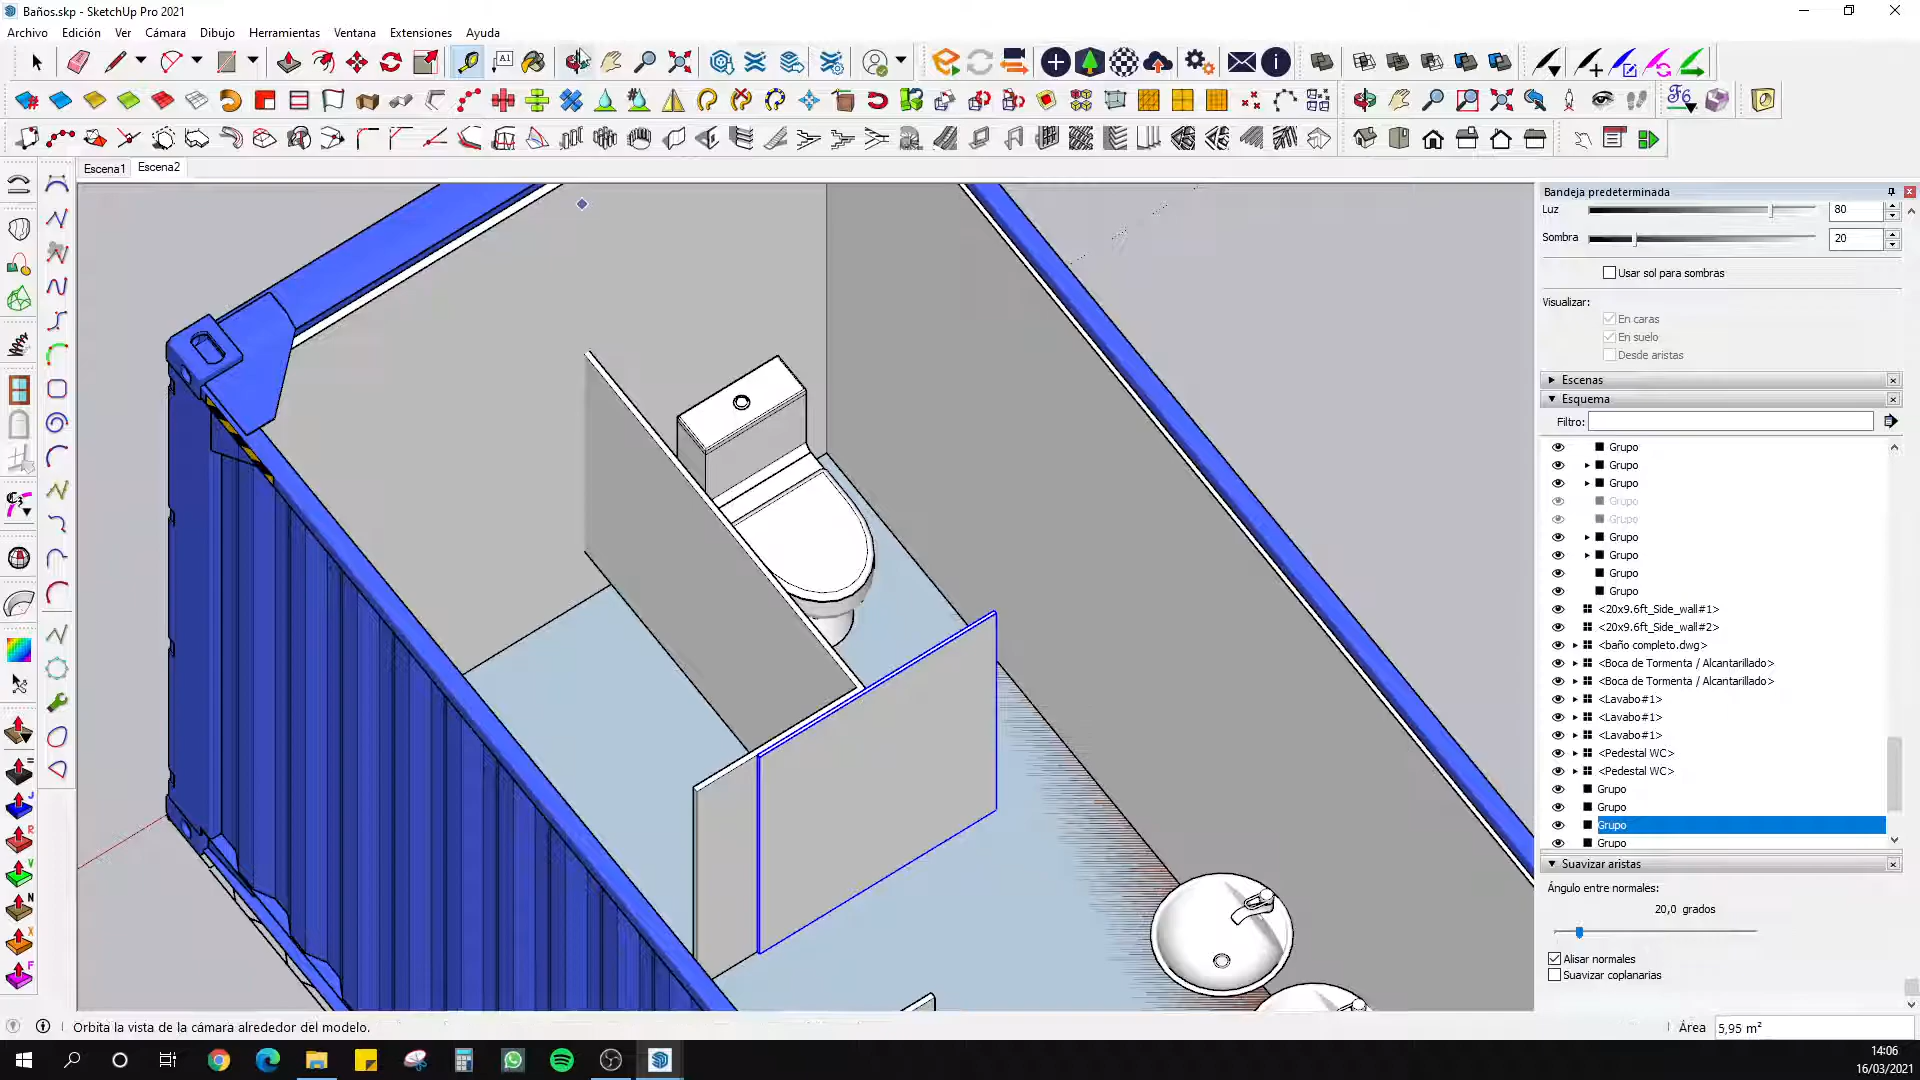 Baños.skp - SketchUp Pro 2021
Archivo Edición Ver Cámara Dibujo Herramientas Ventana Extensiones Ayuda
A1
Escena1 Escena2
Bandeja predeterminada
Luz 80
Sombra 20
Usar sol para sombras
Visualizar:
En caras
En suelo
Desde aristas
Escenas
Esquema
Filtro:
Grupo
Grupo
Grupo
Grupo
Grupo
Grupo
Grupo
Grupo
Grupo
<20x9.6ft_Side_wall#1>
<20x9.6ft_Side_wall#2>
<baño completo.dwg>
<Boca de Tormenta / Alcantarillado>
<Boca de Tormenta / Alcantarillado>
<Lavabo#1>
<Lavabo#1>
<Lavabo#1>
<Pedestal WC>
<Pedestal WC>
Grupo
Grupo
Grupo
Grupo
Suavizar aristas
Ángulo entre normales:
20,0 grados
Alisar normales
Suavizar coplanarias
Orbita la vista de la cámara alrededor del modelo.
Área 5,95 m²
14:06
16/03/2021